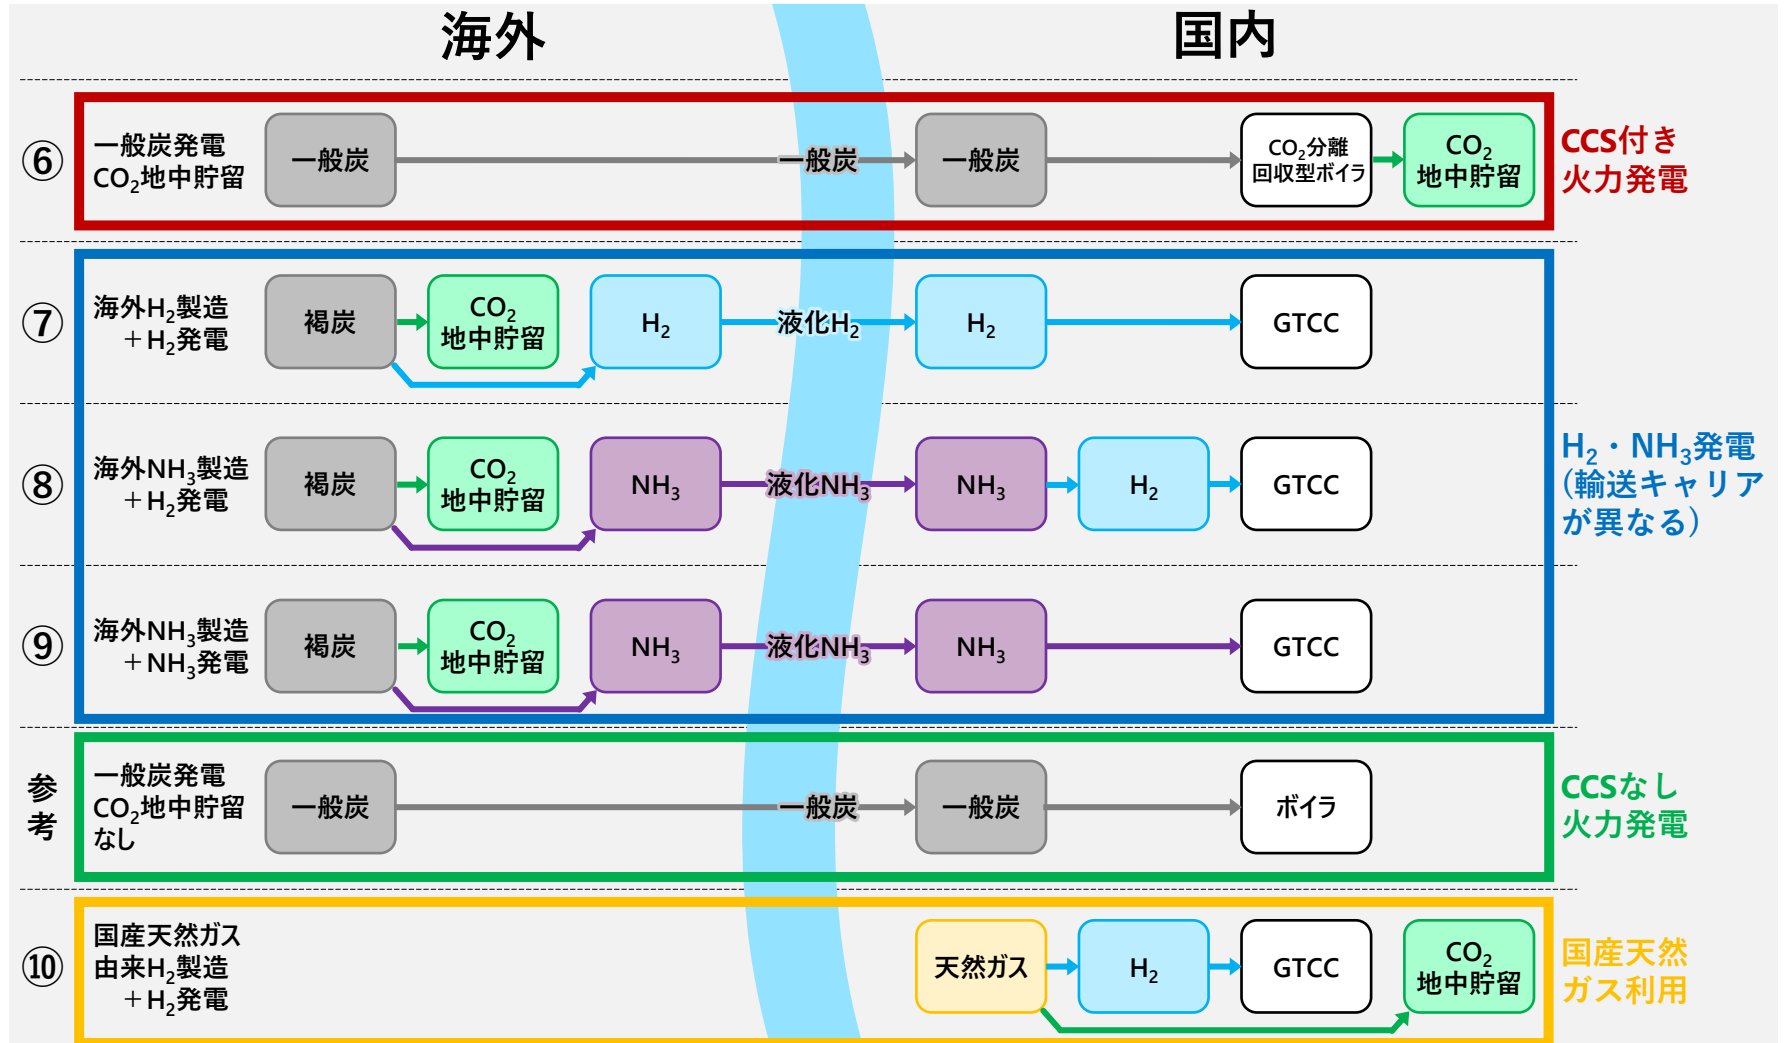 海外
国内
⑥
一般炭発電
CO₂地中貯留
一般炭
一般炭
一般炭
CO₂分離
回収型ボイラ
CO₂
地中貯留
CCS付き
火力発電
⑦
海外H₂製造
＋H₂発電
褐炭
CO₂
地中貯留
H₂
液化H₂
H₂
GTCC
⑧
海外NH₃製造
＋H₂発電
褐炭
CO₂
地中貯留
NH₃
液化NH₃
NH₃
H₂
GTCC
H₂・NH₃発電
(輸送キャリア
が異なる)
⑨
海外NH₃製造
＋NH₃発電
褐炭
CO₂
地中貯留
NH₃
液化NH₃
NH₃
GTCC
参
考
一般炭発電
CO₂地中貯留
なし
一般炭
一般炭
一般炭
ボイラ
CCSなし
火力発電
⑩
国産天然ガス
由来H₂製造
＋H₂発電
天然ガス
H₂
GTCC
CO₂
地中貯留
国産天然
ガス利用